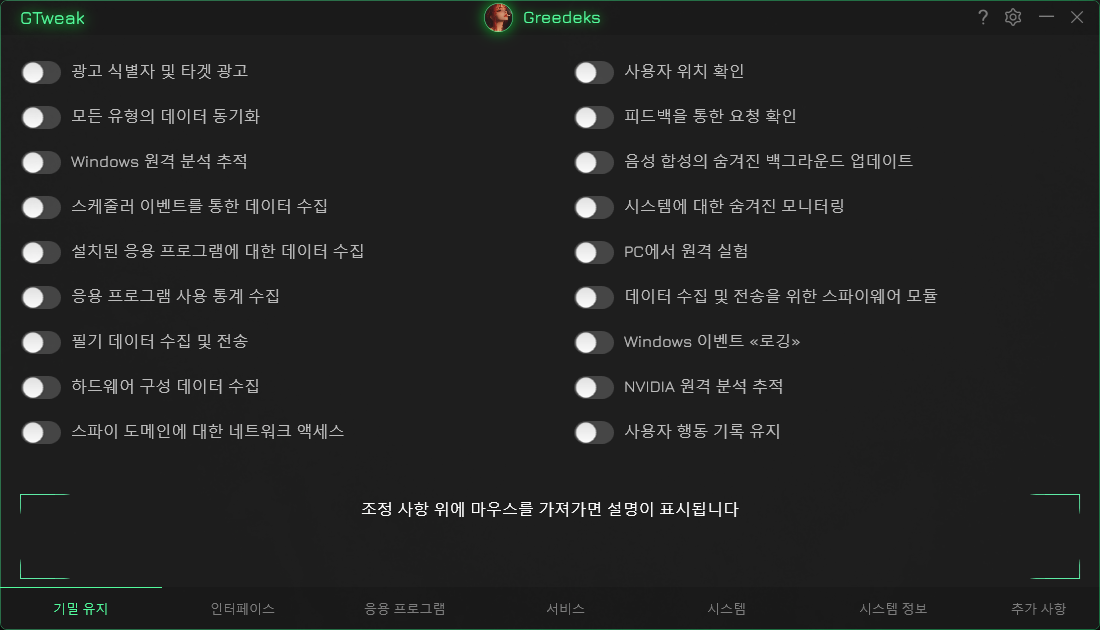 GTweak
Greedeks
?
광고 식별자 및 타겟 광고
사용자 위치 확인
모든 유형의 데이터 동기화
피드백을 통한 요청 확인
Windows 원격 분석 추적
음성 합성의 숨겨진 백그라운드 업데이트
스케줄러 이벤트를 통한 데이터 수집
시스템에 대한 숨겨진 모니터링
설치된 응용 프로그램에 대한 데이터 수집
PC에서 원격 실험
응용 프로그램 사용 통계 수집
데이터 수집 및 전송을 위한 스파이웨어 모듈
필기 데이터 수집 및 전송
Windows 이벤트 «로깅»
하드웨어 구성 데이터 수집
NVIDIA 원격 분석 추적
스파이 도메인에 대한 네트워크 액세스
사용자 행동 기록 유지
조정 사항 위에 마우스를 가져가면 설명이 표시됩니다
기밀 유지
인터페이스
응용 프로그램
서비스
시스템
시스템 정보
추가 사항